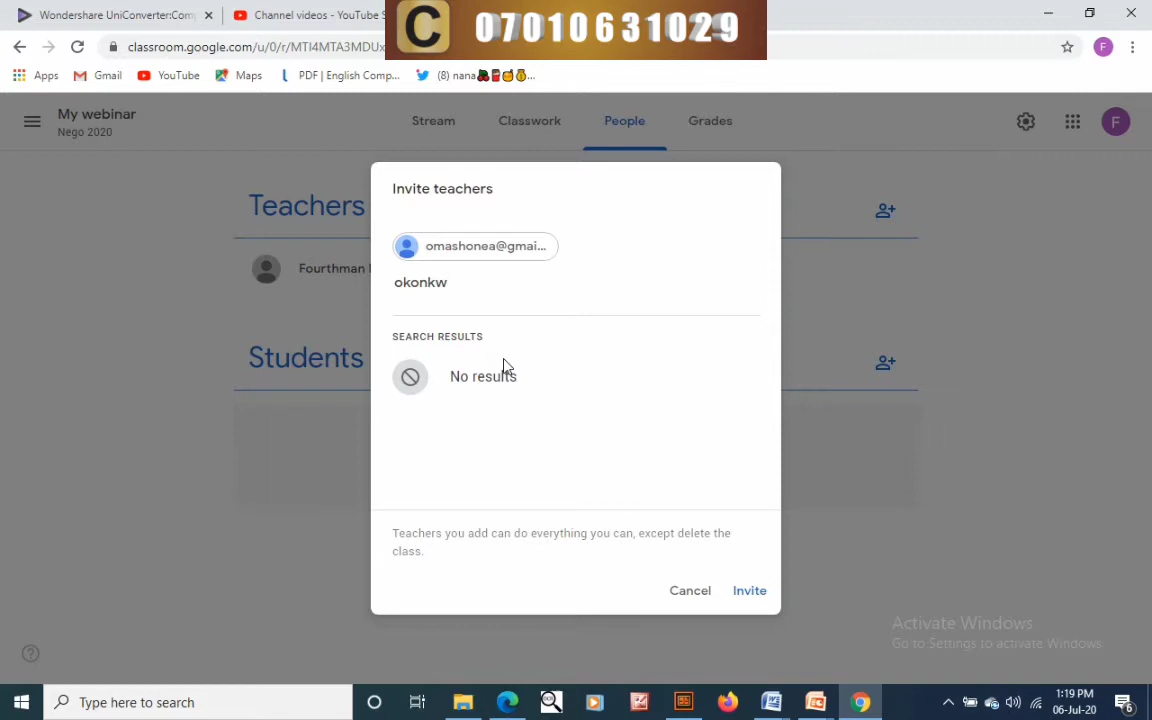 Wondershare UniConverter:Com
Channel videos - YouTube S
C 07010631029
classroom.google.com/u/0/r/MTI4MTA3MDUx
F
Apps
Gmail
YouTube
Maps
PDF | English Comp...
(8) nana🍒🥤🍯💰...
My webinar
Nego 2020
Stream
Classwork
People
Grades
F
Invite teachers
Teachers
omashonea@gmai...
Fourthman
okonkw
SEARCH RESULTS
Students
No results
Teachers you add can do everything you can, except delete the
class.
Cancel
Invite
Activate Windows
Go to Settings to activate Windows.
Type here to search
1:19 PM
06-Jul-20
6